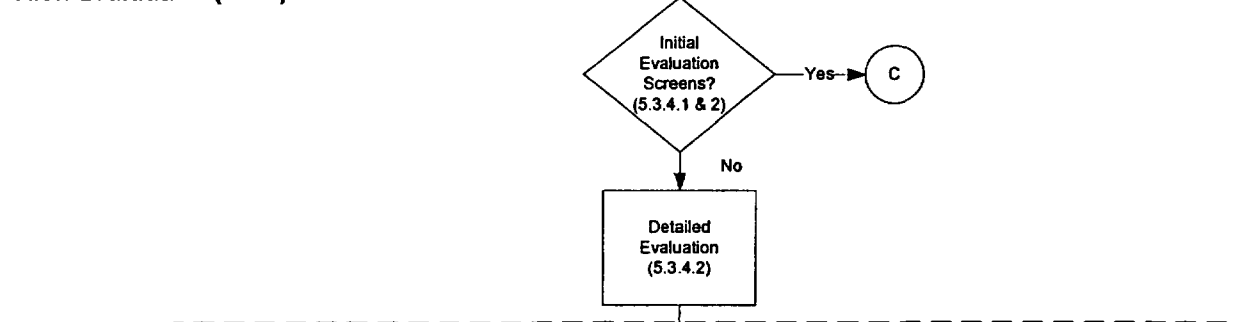 Initial
Evaluation
Screens?
(5.3.4.1 & 2)
Yes
C
No
Detailed
Evaluation
(5.3.4.2)